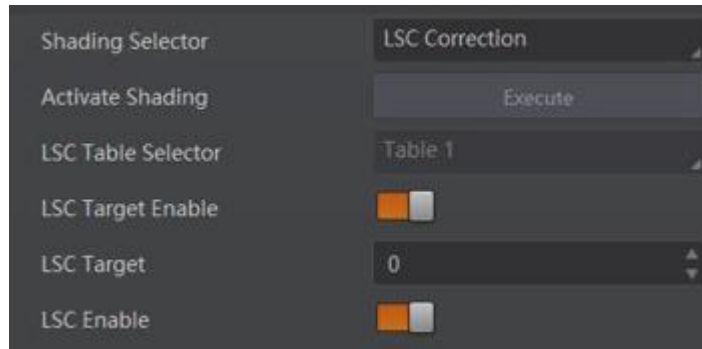 Shading Selector LSC Correction
Activate Shading Execute
LSC Table Selector Table 1
LSC Target Enable
LSC Target 0
LSC Enable